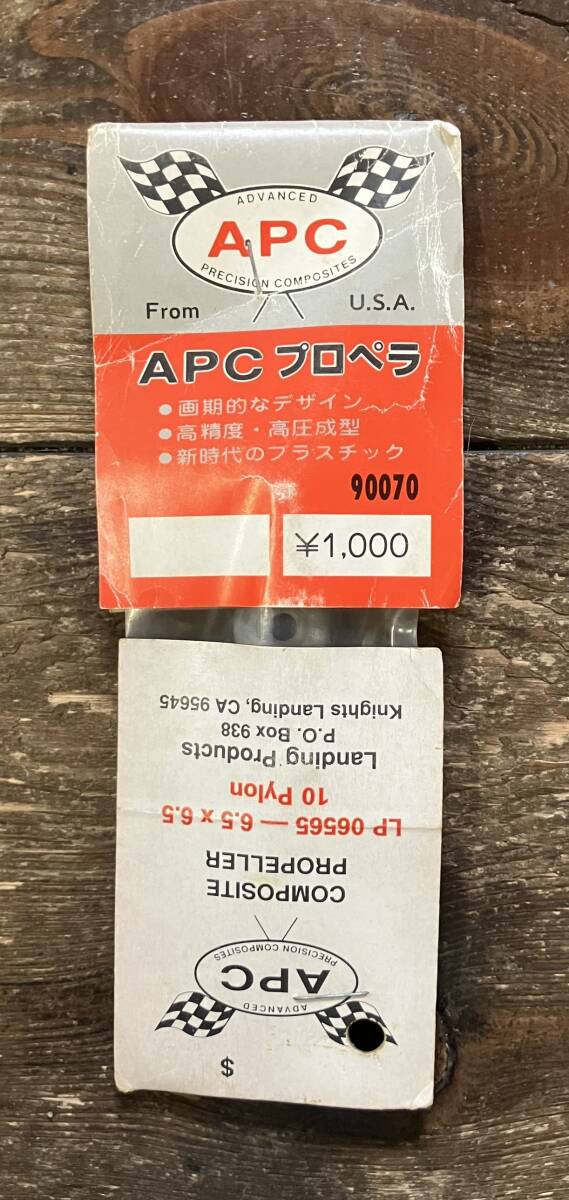 ADVANCED
APC
PRECISION COMPOSITES
From U.S.A.
APC プロペラ
● 画期的なデザイン
● 高精度・高圧成型
● 新時代のプラスチック
90070
¥1,000
$
ADVANCED
APC
PRECISION COMPOSITES
COMPOSITE
PROPELLER
LP 06565 — 6.5 x 6.5
10 Pylon
Landing Products
P.O. Box 938
Knights Landing, CA 95645